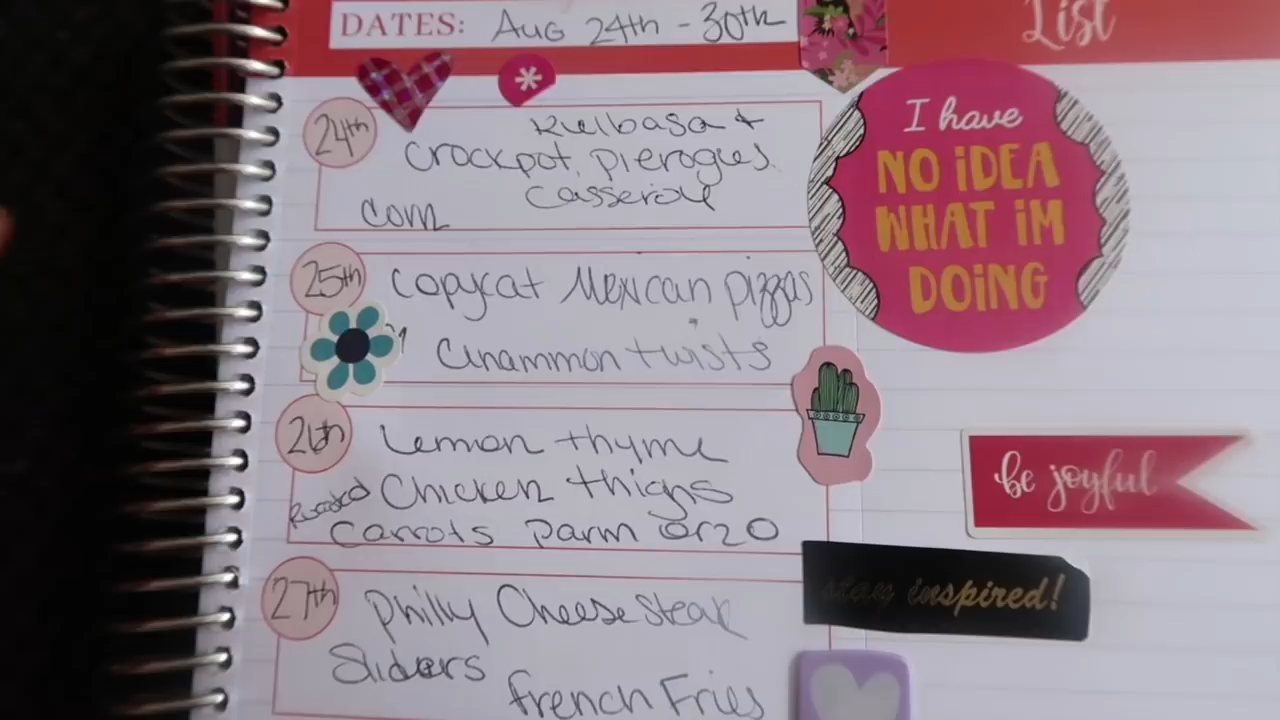 DATES: Aug 24th - 30th
List
24th
Kielbasa +
Crockpot pierogies
Casserole
Corn
I have
NO iDEA
WHAT iM
DOiNG
25th
Copycat Mexican pizzas
Cinammon twists
26th
Lemon thyme
Roasted Chicken thighs
Carrots Parm orzo
be joyful
stay inspired!
27th
Philly Cheese steak
Sliders
French Fries